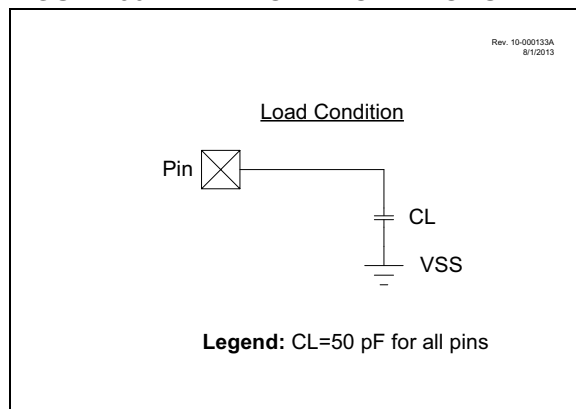 Rev. 10-000133A
8/1/2013
Load Condition
Pin
CL
VSS
Legend: CL=50 pF for all pins